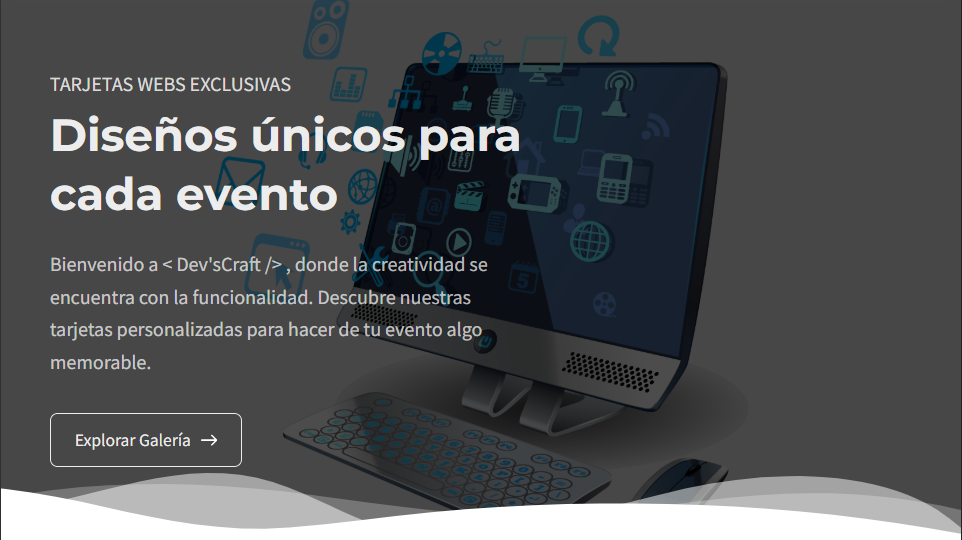 TARJETAS WEBS EXCLUSIVAS
Diseños únicos para
cada evento
Bienvenido a < Dev'sCraft /> , donde la creatividad se
encuentra con la funcionalidad. Descubre nuestras
tarjetas personalizadas para hacer de tu evento algo
memorable.
Explorar Galería →